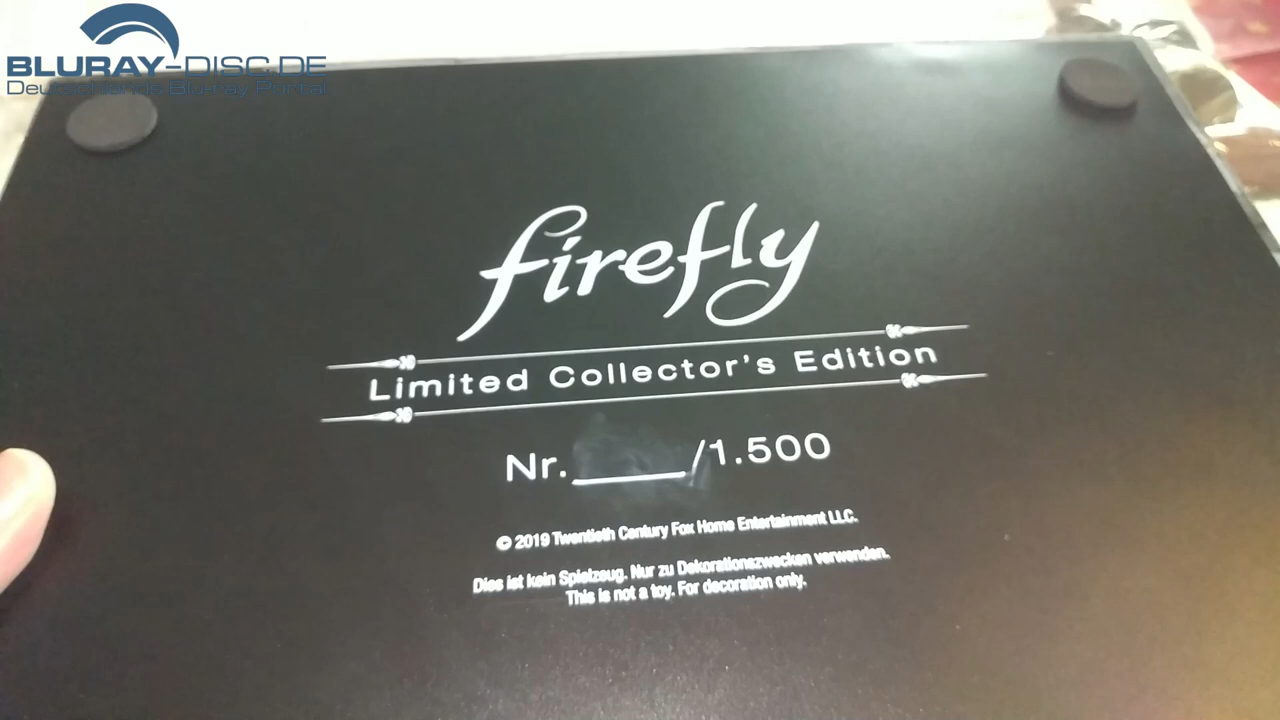 BLURAY-DISC.DE
Deutschlands Blu-ray Portal
firefly
Limited Collector's Edition
Nr.______/1.500
© 2019 Twentieth Century Fox Home Entertainment LLC.
Dies ist kein Spielzeug. Nur zu Dekorationszwecken verwenden.
This is not a toy. For decoration only.